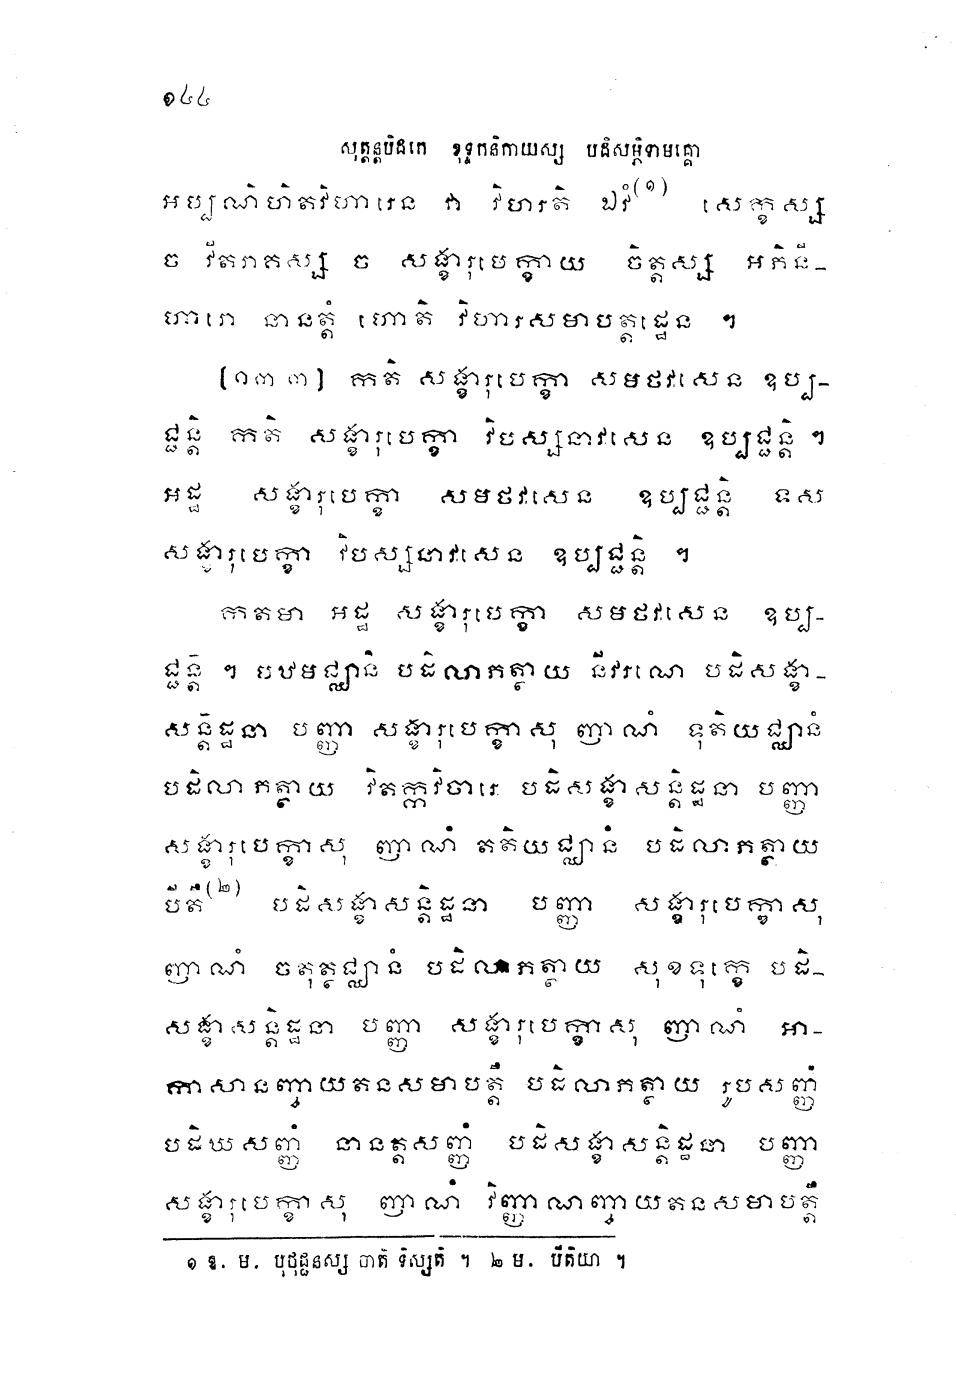 ១៤៤
សុត្តន្តបិដកេ ខុទ្ទកនិកាយស្ស បដិសម្ភិទាមគ្គោ
អប្បណិហិតវិហារេន វា វិហរតិ ឯវំ(១) សេក្ខស្ស
ច វីតរាគស្ស ច សង្ខារុបេក្ខាយ ចិត្តស្ស អភិនី-
ហារោ នានត្តំ ហោតិ វិហារសមាបត្តដ្ឋេន ។
(១៣៣) កតិ សង្ខារុបេក្ខា សមថវសេន ឧប្ប-
ជ្ជន្តិ កតិ សង្ខារុបេក្ខា វិបស្សនាវសេន ឧប្បជ្ជន្តិ ។
អដ្ឋ សង្ខារុបេក្ខា សមថវសេន ឧប្បជ្ជន្តិ ទស
សង្ខារុបេក្ខា វិបស្សនាវសេន ឧប្បជ្ជន្តិ ។
កតមា អដ្ឋ សង្ខារុបេក្ខា សមថវសេន ឧប្ប-
ជ្ជន្តិ ។ បឋមជ្ឈានំ បដិលាភត្ថាយ នីវរណេ បដិសង្ខា-
សន្តិដ្ឋនា បញ្ញា សង្ខារុបេក្ខាសុ ញាណំ ទុតិយជ្ឈានំ
បដិលាភត្ថាយ វិតក្កវិចារេ បដិសង្ខាសន្តិដ្ឋនា បញ្ញា
សង្ខារុបេក្ខាសុ ញាណំ តតិយជ្ឈានំ បដិលាភត្ថាយ
បីតឹ(២) បដិសង្ខាសន្តិដ្ឋនា បញ្ញា សង្ខារុបេក្ខាសុ
ញាណំ ចតុត្ថជ្ឈានំ បដិលាភត្ថាយ សុខទុក្ខេ បដិ-
សង្ខាសន្តិដ្ឋនា បញ្ញា សង្ខារុបេក្ខាសុ ញាណំ អា-
កាសានញ្ចាយតនសមាបត្តឹ បដិលាភត្ថាយ រូបសញ្ញំ
បដិឃសញ្ញំ នានត្តសញ្ញំ បដិសង្ខាសន្តិដ្ឋនា បញ្ញា
សង្ខារុបេក្ខាសុ ញាណំ វិញ្ញាណញ្ចាយតនសមាបត្តឹ
១ ឱ. ម. បុថុជ្ជនស្ស ចាតិ ទិស្សតិ ។ ២ ម. បីតិយា ។